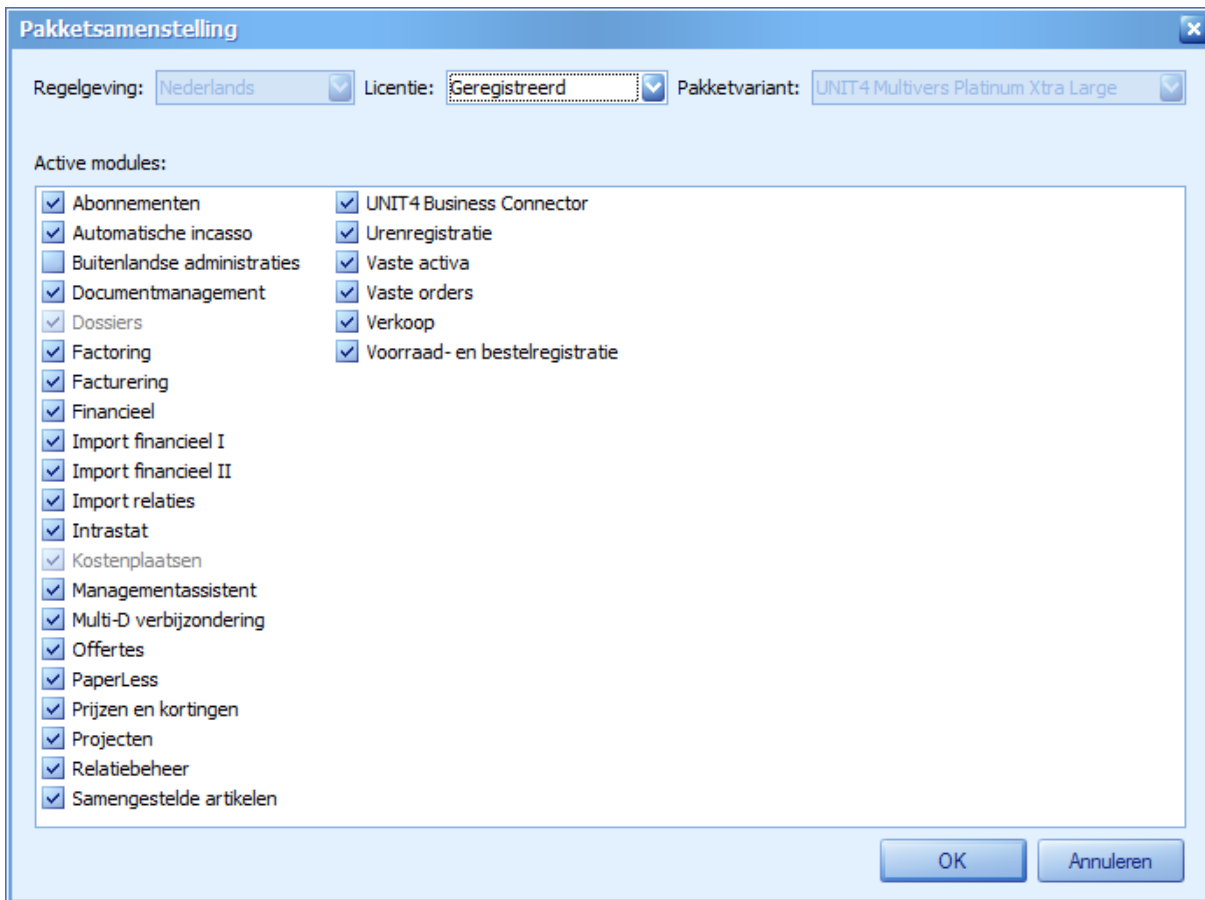 Pakketsamenstelling
Regelgeving: Nederlands Licentie: Geregistreerd Pakketvariant: UNIT4 Multivers Platinum Xtra Large
Active modules:
Abonnementen
Automatische incasso
Buitenlandse administraties
Documentmanagement
Dossiers
Factoring
Facturering
Financieel
Import financieel I
Import financieel II
Import relaties
Intrastat
Kostenplaatsen
Managementassistent
Multi-D verbijzondering
Offertes
PaperLess
Prijzen en kortingen
Projecten
Relatiebeheer
Samengestelde artikelen
UNIT4 Business Connector
Urenregistratie
Vaste activa
Vaste orders
Verkoop
Voorraad- en bestelregistratie
OK Annuleren